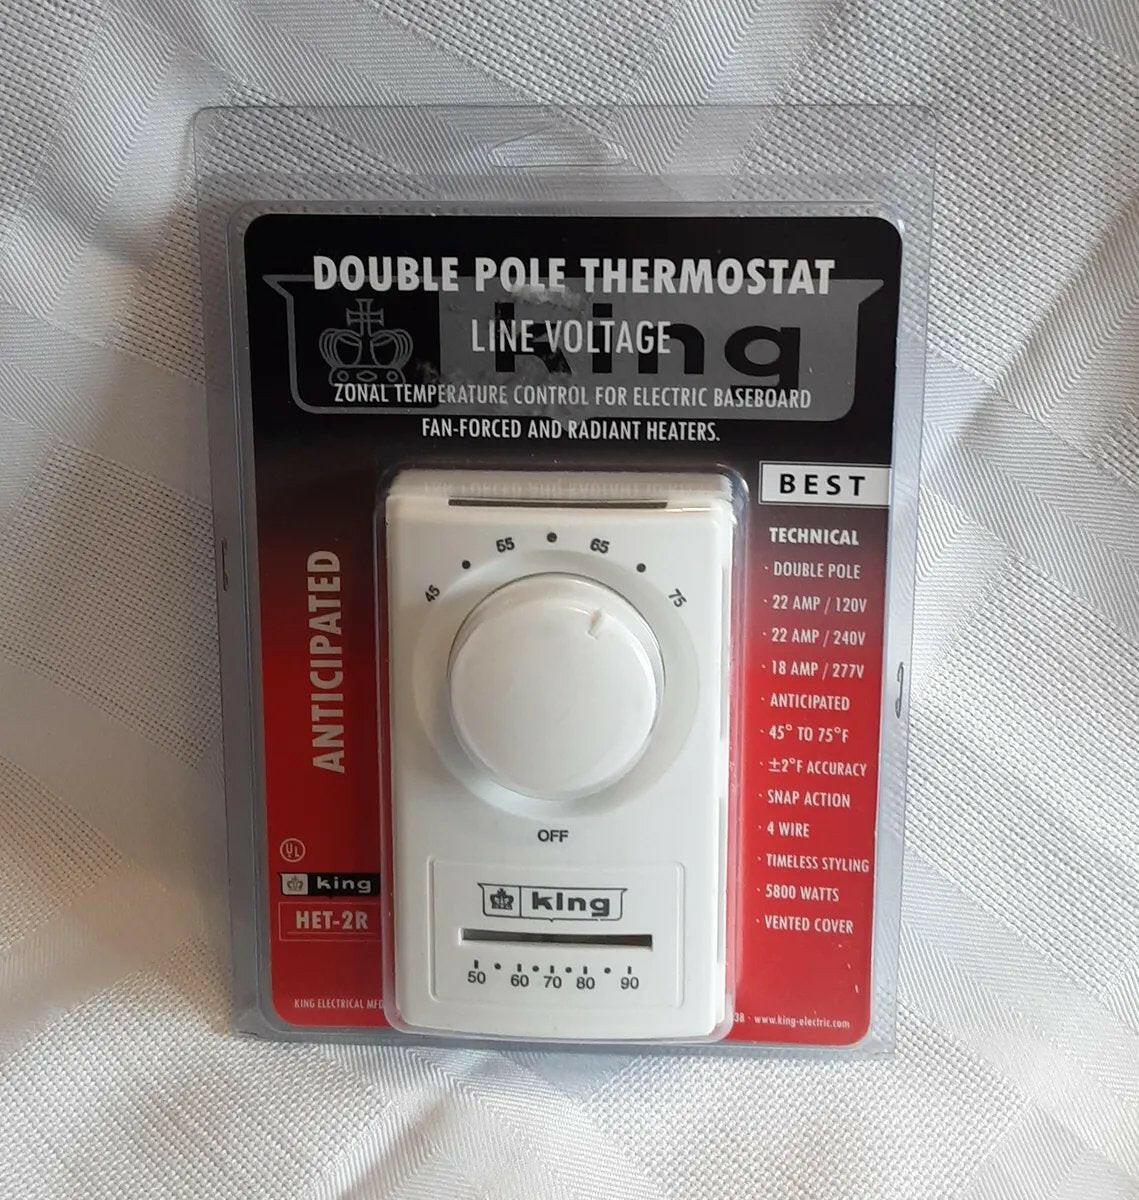 DOUBLE POLE THERMOSTAT
king
LINE VOLTAGE
ZONAL TEMPERATURE CONTROL FOR ELECTRIC BASEBOARD
FAN-FORCED AND RADIANT HEATERS.
BEST
TECHNICAL
· DOUBLE POLE
· 22 AMP / 120V
· 22 AMP / 240V
· 18 AMP / 277V
· ANTICIPATED
· 45° TO 75°F
· ±2°F ACCURACY
· SNAP ACTION
· 4 WIRE
· TIMELESS STYLING
· 5800 WATTS
· VENTED COVER
ANTICIPATED
45 55 65 75
OFF
king
50 60 70 80 90
UL
king
HET-2R
KING ELECTRICAL MFG
38 · www.king-electric.com